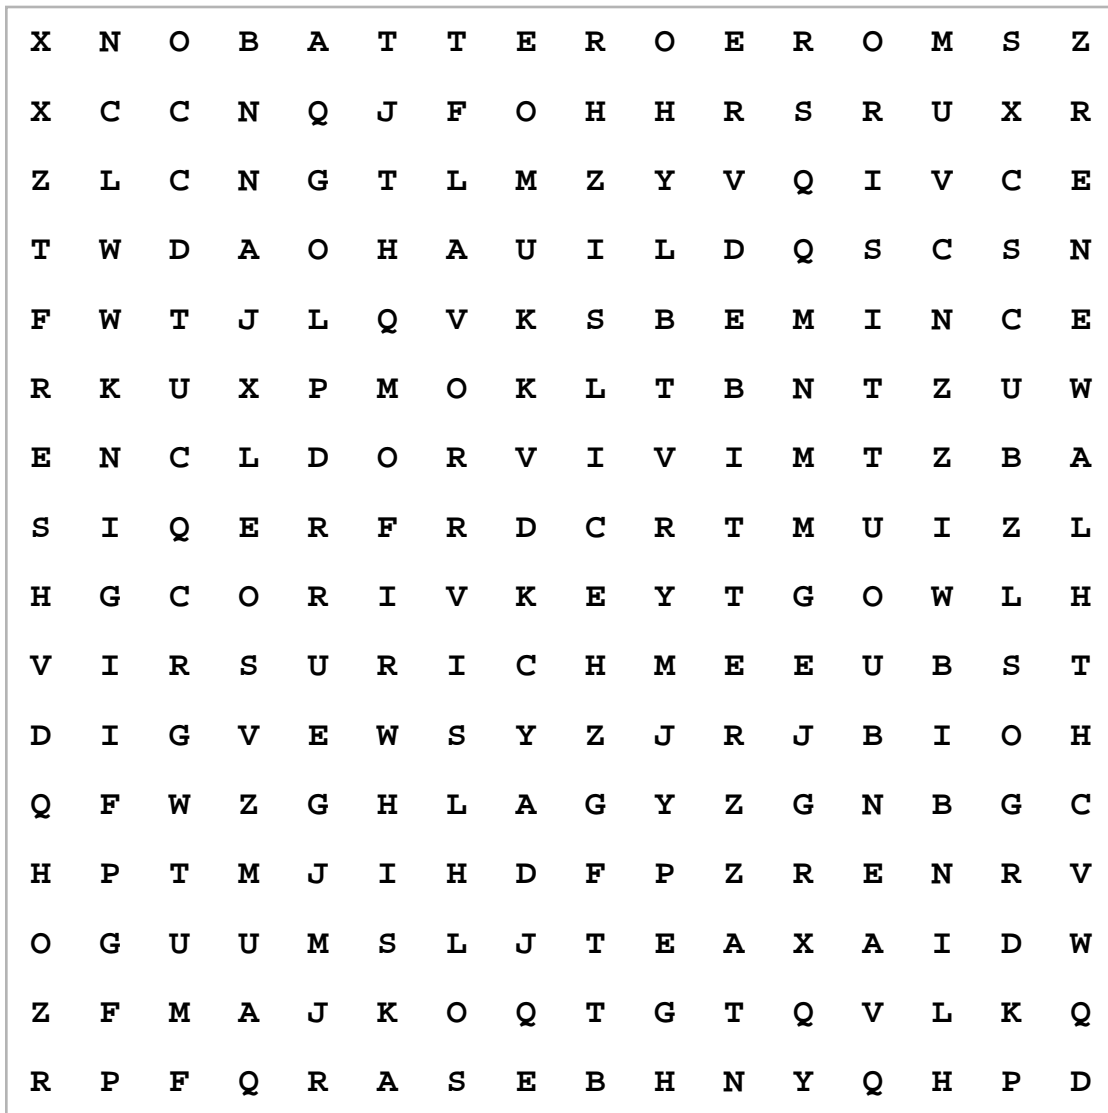 X N O B A T T E R O E R O M S Z
X C C N Q J F O H H R S R U X R
Z L C N G T L M Z Y V Q I V C E
T W D A O H A U I L D Q S C S N
F W T J L Q V K S B E M I N C E
R K U X P M O K L T B N T Z U W
E N C L D O R V I V I M T Z B A
S I Q E R F R D C R T M U I Z L
H G C O R I V K E Y T G O W L H
V I R S U R I C H M E E U B S T
D I G V E W S Y Z J R J B I O H
Q F W Z G H L A G Y Z G N B G C
H P T M J I H D F P Z R E N R V
O G U U M S L J T E A X A I D W
Z F M A J K O Q T G T Q V L K Q
R P F Q R A S E B H N Y Q H P D